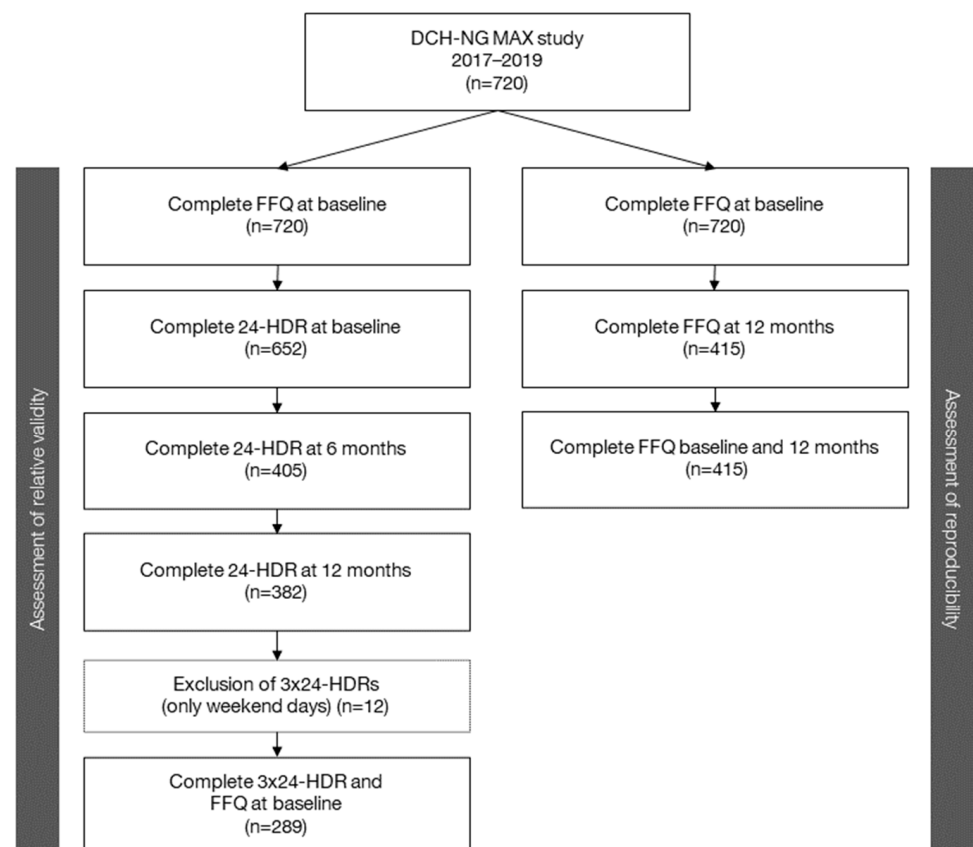 DCH-NG MAX study
2017–2019
(n=720)
Assessment of relative validity
Complete FFQ at baseline
(n=720)
Complete 24-HDR at baseline
(n=652)
Complete 24-HDR at 6 months
(n=405)
Complete 24-HDR at 12 months
(n=382)
Exclusion of 3x24-HDRs
(only weekend days) (n=12)
Complete 3x24-HDR and
FFQ at baseline
(n=289)
Complete FFQ at baseline
(n=720)
Complete FFQ at 12 months
(n=415)
Complete FFQ baseline and 12 months
(n=415)
Assessment of reproducibility